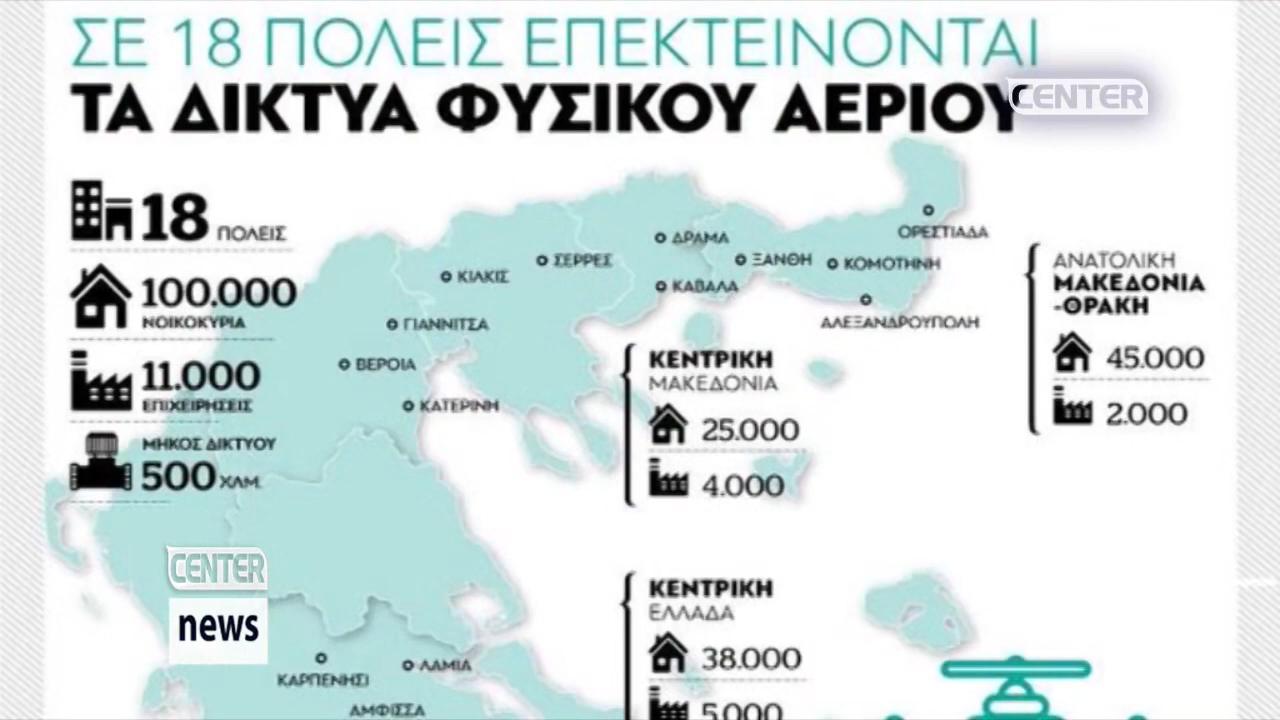 ΣΕ 18 ΠΟΛΕΙΣ ΕΠΕΚΤΕΙΝΟΝΤΑΙ
ΤΑ ΔΙΚΤΥΑ ΦΥΣΙΚΟΥ ΑΕΡΙΟΥ
CENTER
18 ΠΟΛΕΙΣ
100.000
ΝΟΙΚΟΚΥΡΙΑ
11.000
ΕΠΙΧΕΙΡΗΣΕΙΣ
ΜΗΚΟΣ ΔΙΚΤΥΟΥ
500 ΧΛΜ.
ΟΡΕΣΤΙΑΔΑ
ΔΡΑΜΑ
ΣΕΡΡΕΣ
ΞΑΝΘΗ
ΚΟΜΟΤΗΝΗ
ΚΙΛΚΙΣ
ΚΑΒΑΛΑ
ΓΙΑΝΝΙΤΣΑ
ΑΛΕΞΑΝΔΡΟΥΠΟΛΗ
ΒΕΡΟΙΑ
ΚΑΤΕΡΙΝΗ
ΑΝΑΤΟΛΙΚΗ
ΜΑΚΕΔΟΝΙΑ
-ΘΡΑΚΗ
45.000
2.000
ΚΕΝΤΡΙΚΗ
ΜΑΚΕΔΟΝΙΑ
25.000
4.000
ΚΕΝΤΡΙΚΗ
ΕΛΛΑΔΑ
38.000
5.000
CENTER
news
ΚΑΡΠΕΝΗΣΙ
ΛΑΜΙΑ
ΑΜΦΙΣΣΑ